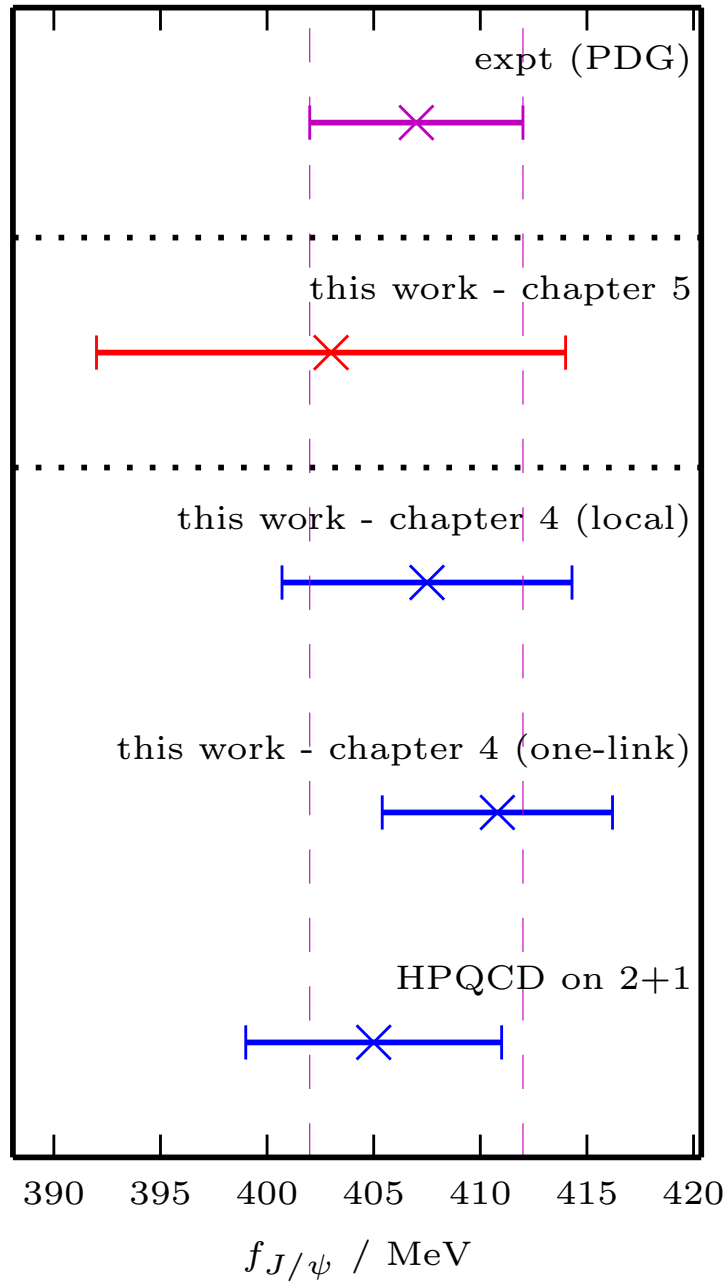 expt (PDG)
this work - chapter 5
this work - chapter 4 (local)
this work - chapter 4 (one-link)
HPQCD on 2+1
390 395 400 405 410 415 420
f_{J/ψ} / MeV